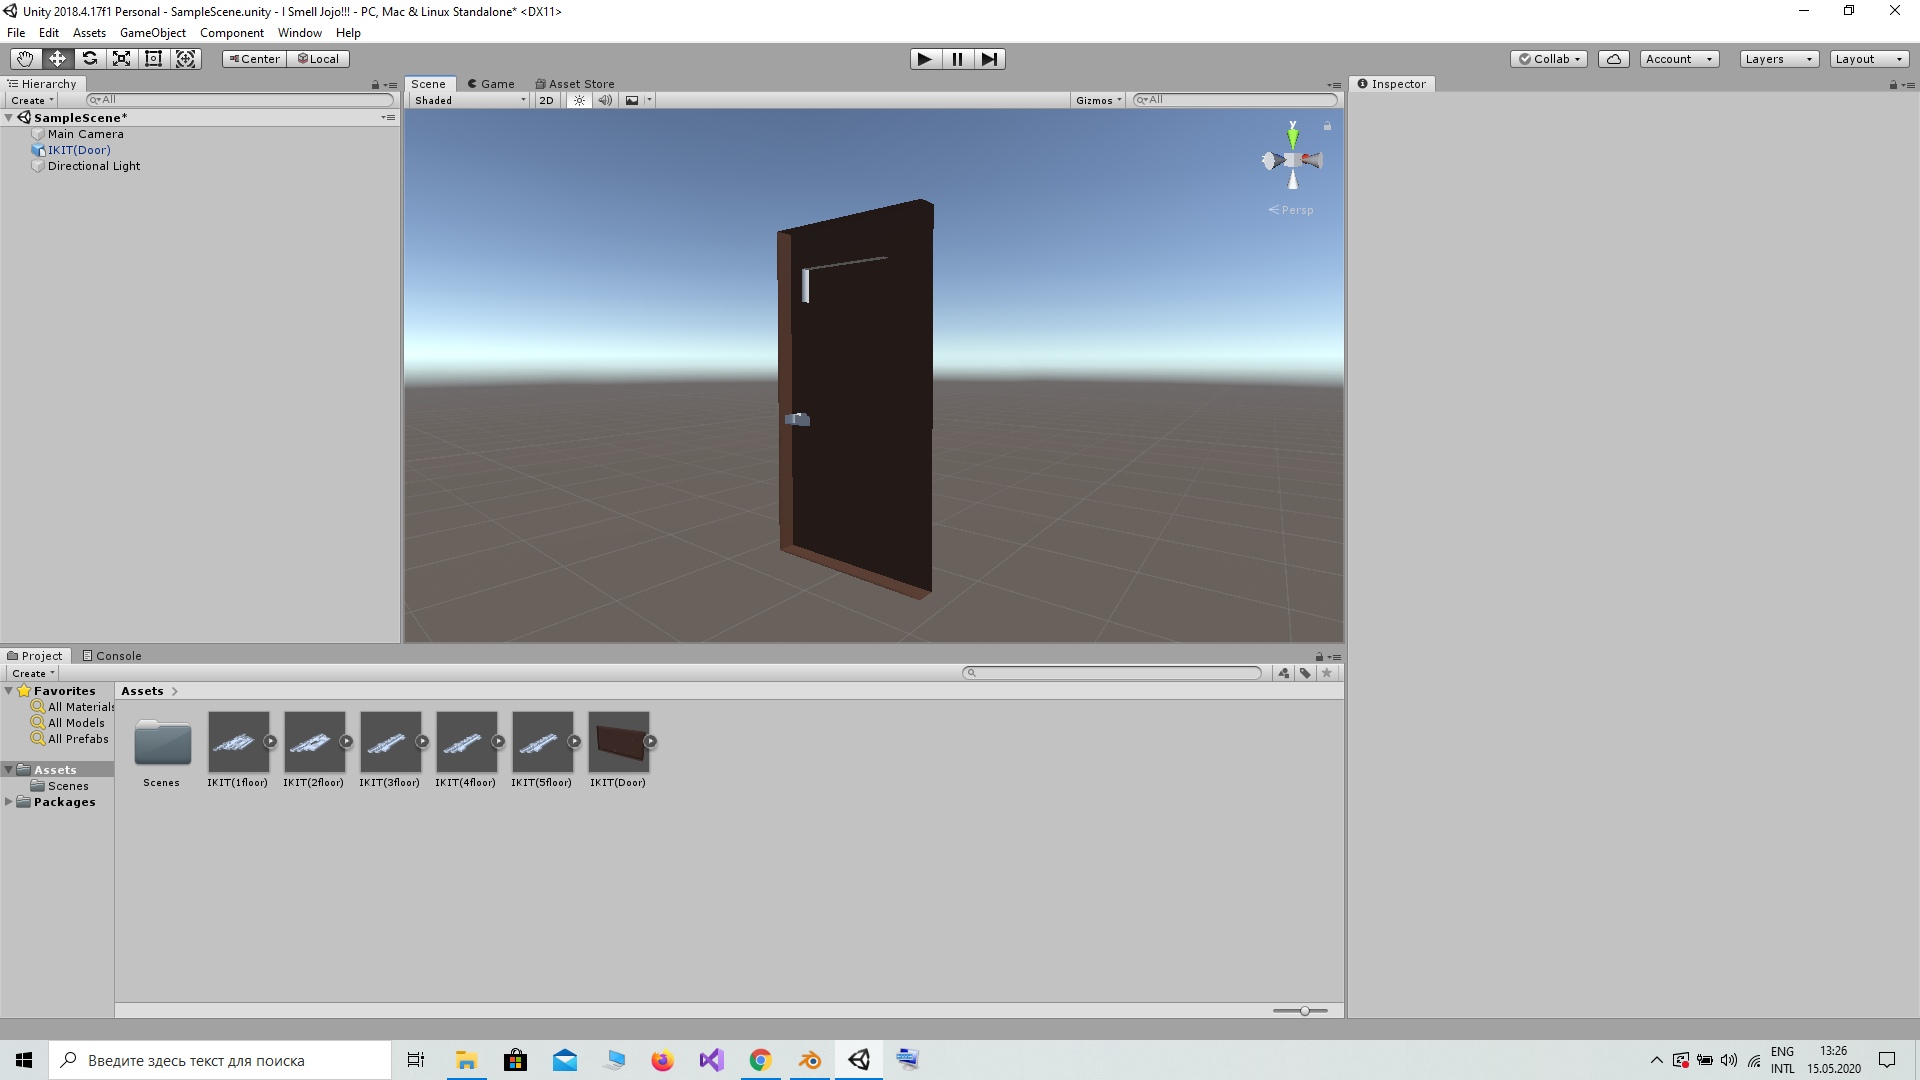 Unity 2018.4.17f1 Personal - SampleScene.unity - I Smell Jojo!!! - PC, Mac & Linux Standalone* <DX11>
File Edit Assets GameObject Component Window Help
Center Local Collab Account Layers Layout
Hierarchy Scene Game Asset Store Inspector
Create All Shaded 2D Gizmos All
SampleScene*
Main Camera
IKIT(Door)
Directional Light
y
Persp
Project Console
Create
Favorites Assets
All Materials
All Models
All Prefabs
Assets
Scenes
Packages
Scenes IKIT(1floor) IKIT(2floor) IKIT(3floor) IKIT(4floor) IKIT(5floor) IKIT(Door)
Введите здесь текст для поиска
ENG 13:26
INTL 15.05.2020